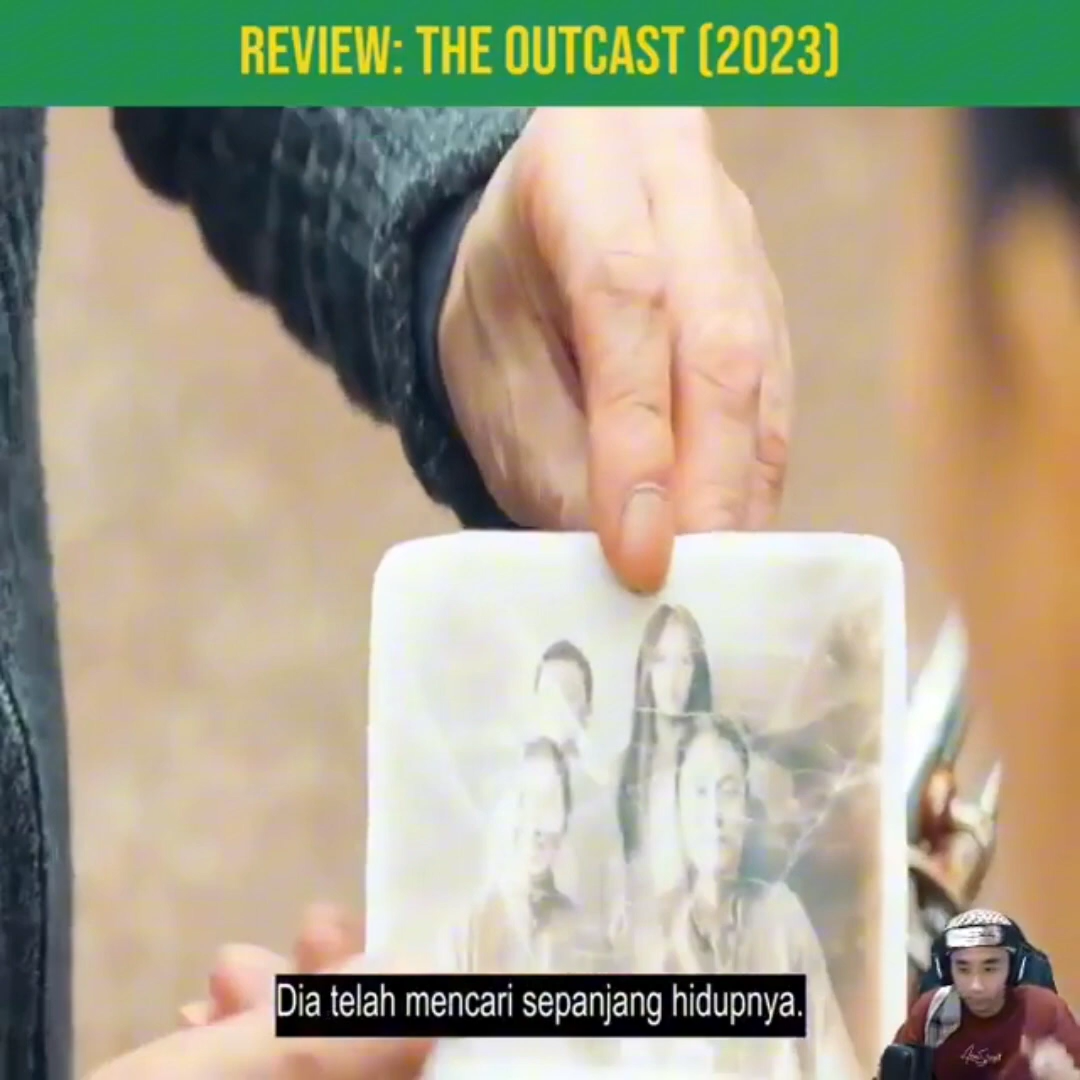 REVIEW: THE OUTCAST (2023)
Dia telah mencari sepanjang hidupnya.